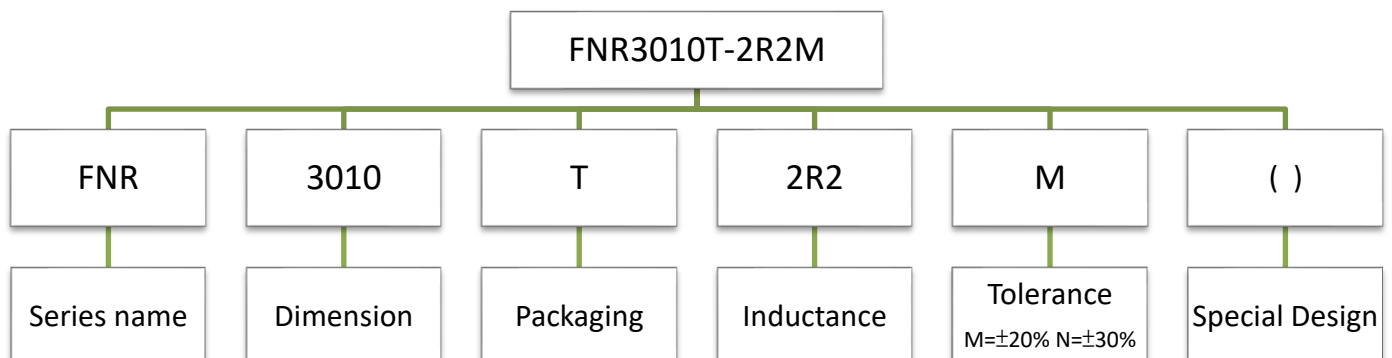 FNR3010T-2R2M
FNR
3010
T
2R2
M
( )
Series name
Dimension
Packaging
Inductance
Tolerance
M=±20% N=±30%
Special Design